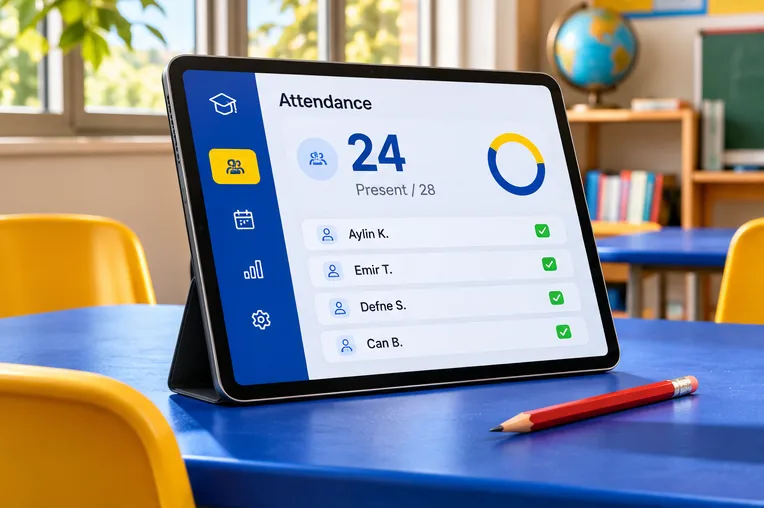 Attendance
24
Present / 28
Aylin K.
Emir T.
Defne S.
Can B.